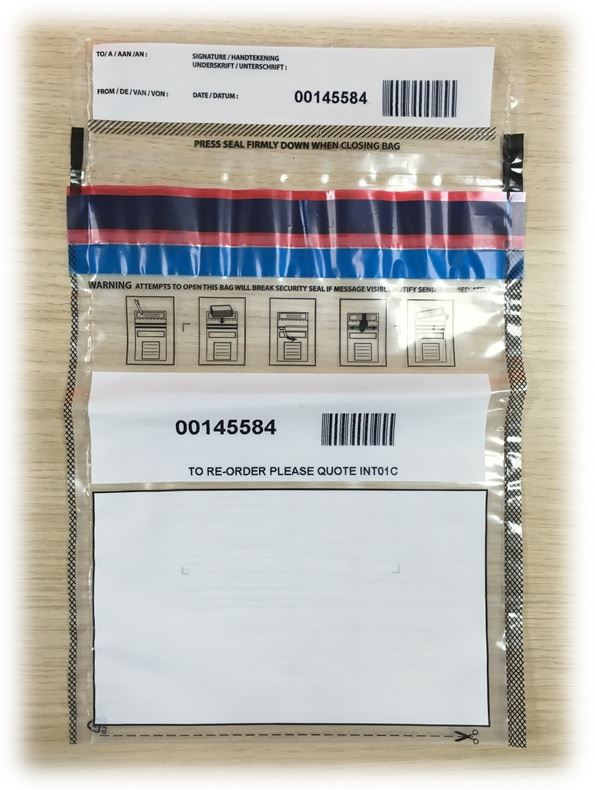 TO/ A / AAN /AN :
SIGNATURE / HANDTEKENING
UNDERSKRIFT / UNTERSCHRIFT :
FROM / DE / VAN / VON :
DATE / DATUM :
00145584
PRESS SEAL FIRMLY DOWN WHEN CLOSING BAG
WARNING ATTEMPTS TO OPEN THIS BAG WILL BREAK SECURITY SEAL IF MESSAGE VISIBLE NOTIFY
00145584
TO RE-ORDER PLEASE QUOTE INT01C